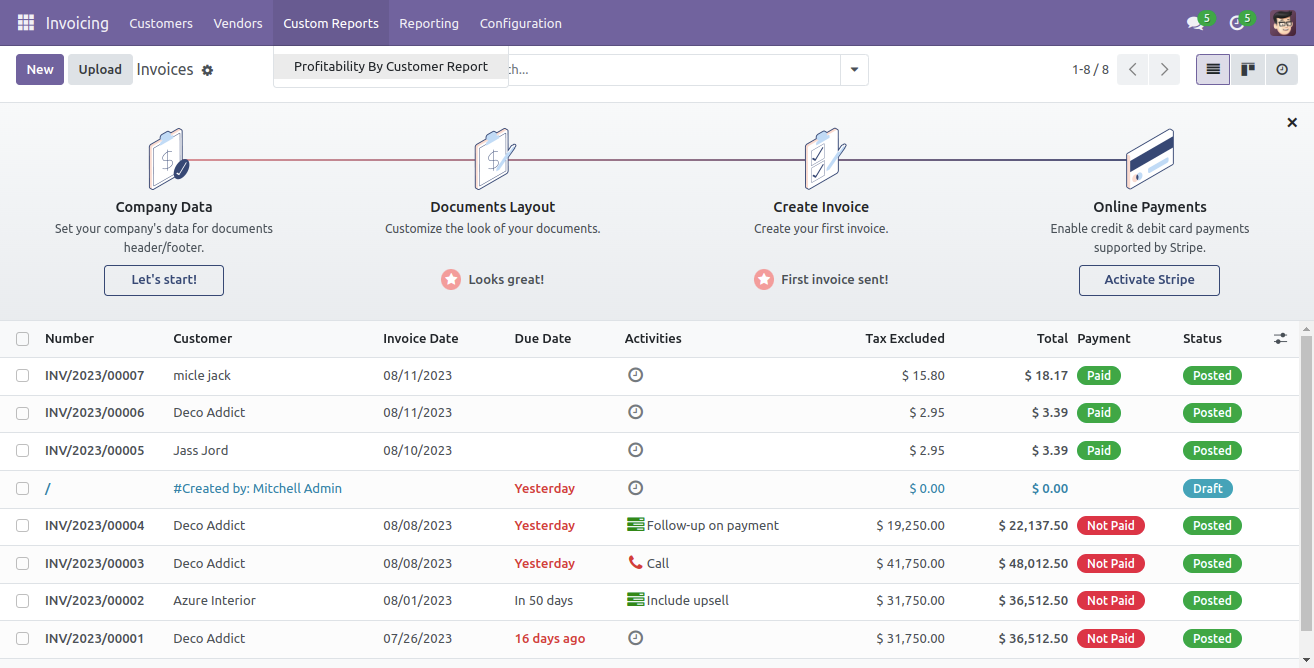 Invoicing Customers Vendors Custom Reports Reporting Configuration 5 5
New Upload Invoices Profitability By Customer Report ch... 1-8 / 8
Company Data Documents Layout Create Invoice Online Payments
Set your company's data for documents Customize the look of your documents. Create your first invoice. Enable credit & debit card payments
header/footer. supported by Stripe.
Let's start! Looks great! First invoice sent! Activate Stripe
Number Customer Invoice Date Due Date Activities Tax Excluded Total Payment Status
INV/2023/00007 micle jack 08/11/2023 $ 15.80 $ 18.17 Paid Posted
INV/2023/00006 Deco Addict 08/11/2023 $ 2.95 $ 3.39 Paid Posted
INV/2023/00005 Jass Jord 08/10/2023 $ 2.95 $ 3.39 Paid Posted
/ #Created by: Mitchell Admin Yesterday $ 0.00 $ 0.00 Draft
INV/2023/00004 Deco Addict 08/08/2023 Yesterday Follow-up on payment $ 19,250.00 $ 22,137.50 Not Paid Posted
INV/2023/00003 Deco Addict 08/08/2023 Yesterday Call $ 41,750.00 $ 48,012.50 Not Paid Posted
INV/2023/00002 Azure Interior 08/01/2023 In 50 days Include upsell $ 31,750.00 $ 36,512.50 Not Paid Posted
INV/2023/00001 Deco Addict 07/26/2023 16 days ago $ 31,750.00 $ 36,512.50 Not Paid Posted